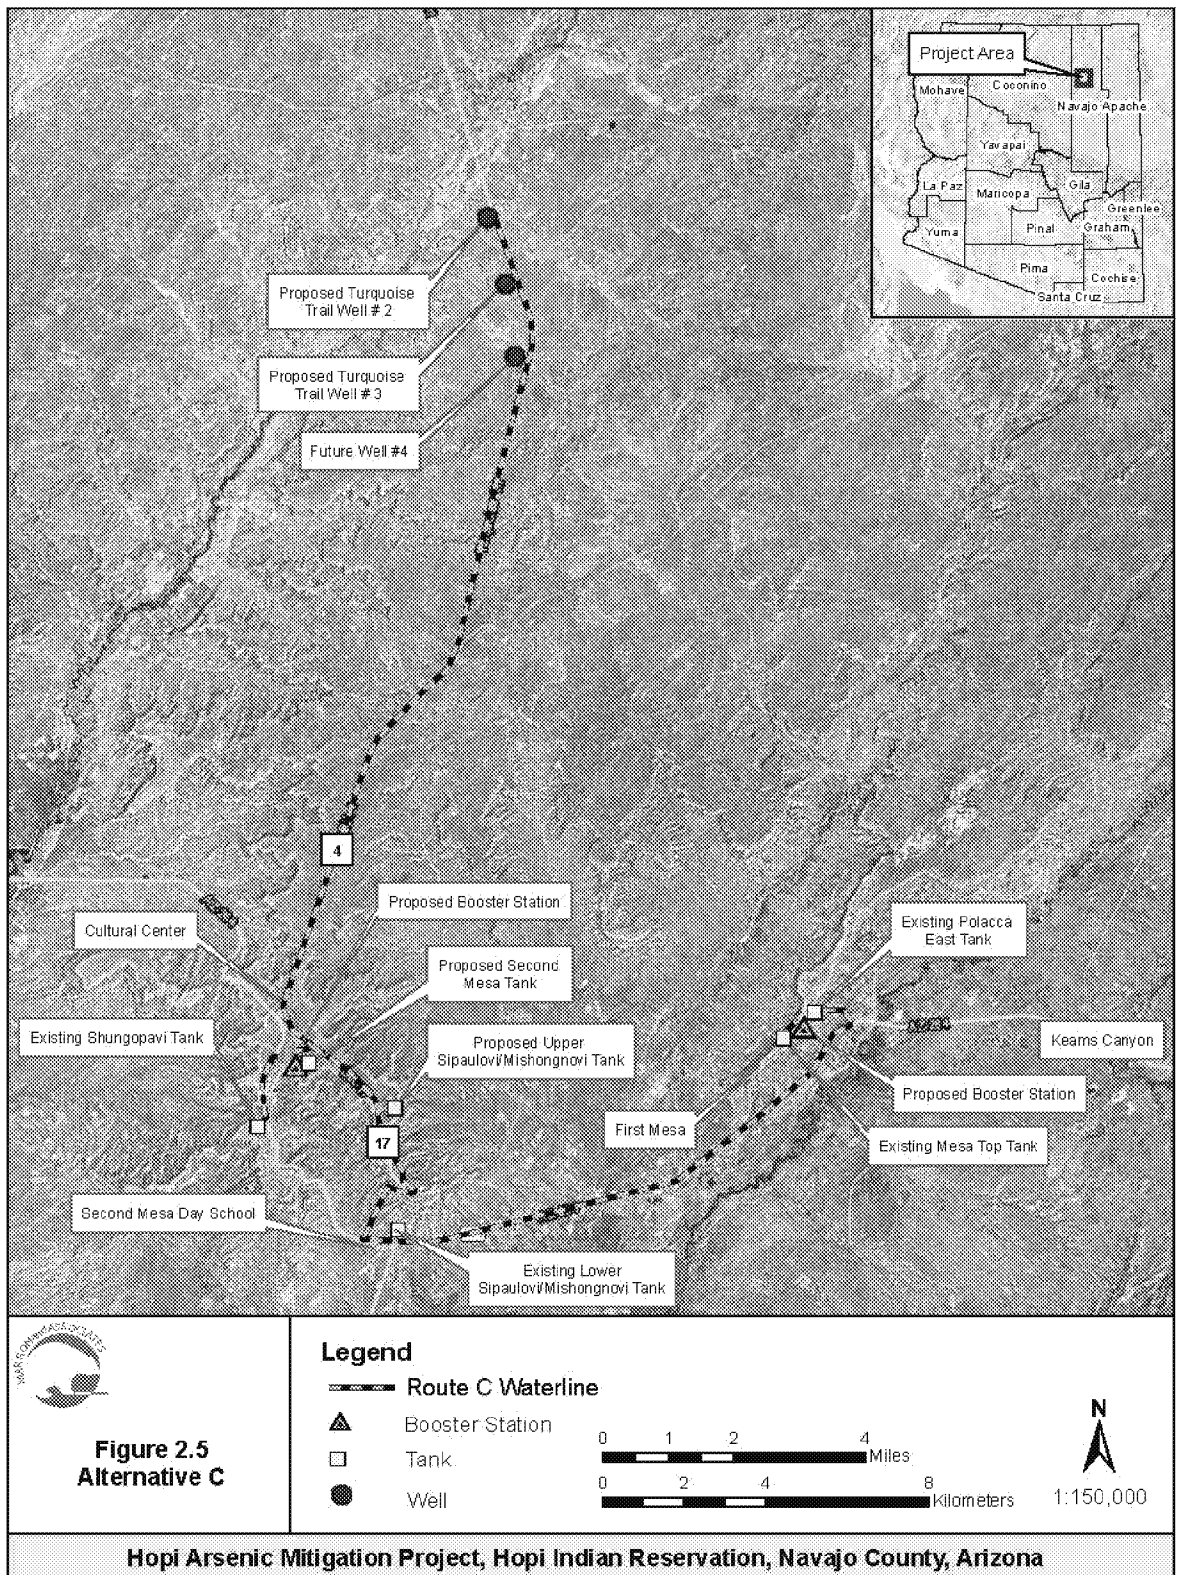 Project Area
Mohave
Coconino
Navajo Apache
Yavapai
La Paz
Gila
Maricopa
Greenlee
Yuma
Pinal
Graham
Pima
Cochise
Santa Cruz
Proposed Turquoise
Trail Well # 2
Proposed Turquoise
Trail Well # 3
Future Well #4
4
Proposed Booster Station
Cultural Center
Existing Polacca
East Tank
Proposed Second
Mesa Tank
Existing Shungopavi Tank
Proposed Upper
Sipaulovi/Mishongnovi Tank
Keams Canyon
Proposed Booster Station
First Mesa
17
Existing Mesa Top Tank
Second Mesa Day School
Existing Lower
Sipaulovi/Mishongnovi Tank
Figure 2.5
Alternative C
Legend
Route C Waterline
Booster Station
Tank
Well
0 1 2 4
Miles
0 2 4 8
Kilometers
N
1:150,000
Hopi Arsenic Mitigation Project, Hopi Indian Reservation, Navajo County, Arizona